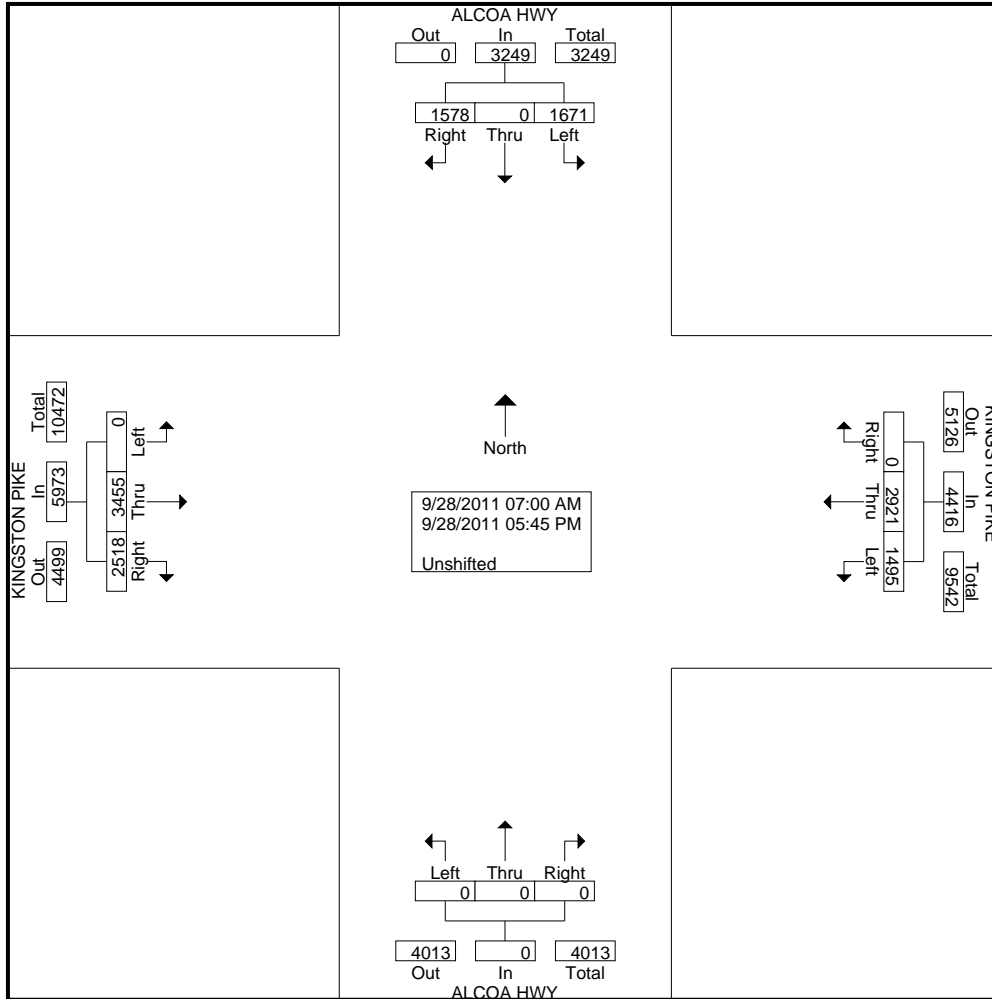 ALCOA HWY
Out In Total
0 3249 3249
1578 0 1671
Right Thru Left
KINGSTON PIKE
Out In Total
4499 5973 10472
Left Thru Right
0 3455 2518
North
9/28/2011 07:00 AM
9/28/2011 05:45 PM
Unshifted
KINGSTON PIKE
Out In Total
5126 4416 9542
0 2921 1495
Right Thru Left
Left Thru Right
0 0 0
4013 0 4013
Out In Total
ALCOA HWY